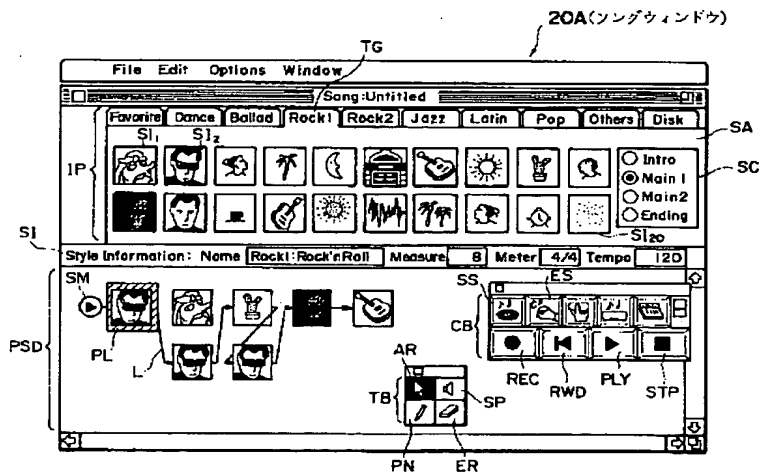 20A(ソングウィンドウ)
TG
File Edit Options Window
Song:Untitled
Favorite Dance Ballad Rock1 Rock2 Jazz Latin Pop Others Disk
SA
SI1 SI2
IP
Intro
Main 1
Main2
Ending
SC
SI20
SI
Style Information: Name Rock1:Rock'nRoll Measure 8 Meter 4/4 Tempo 120
SM
SS ES
CB
PSD
PL
L
AR
REC RWD PLY STP
TB
SP
PN ER